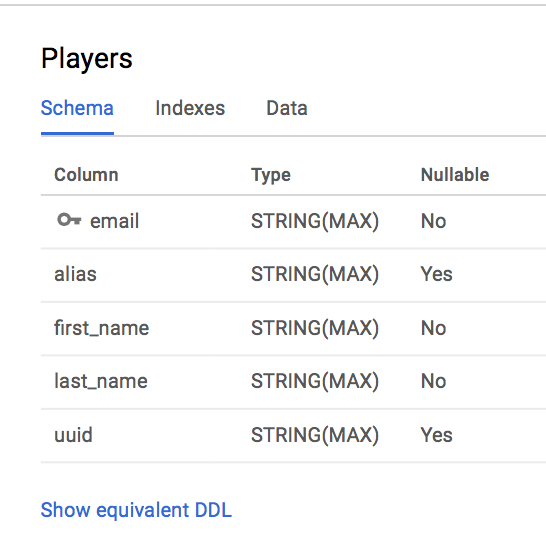 Players
Schema Indexes Data
Column Type Nullable
email STRING(MAX) No
alias STRING(MAX) Yes
first_name STRING(MAX) No
last_name STRING(MAX) No
uuid STRING(MAX) Yes
Show equivalent DDL